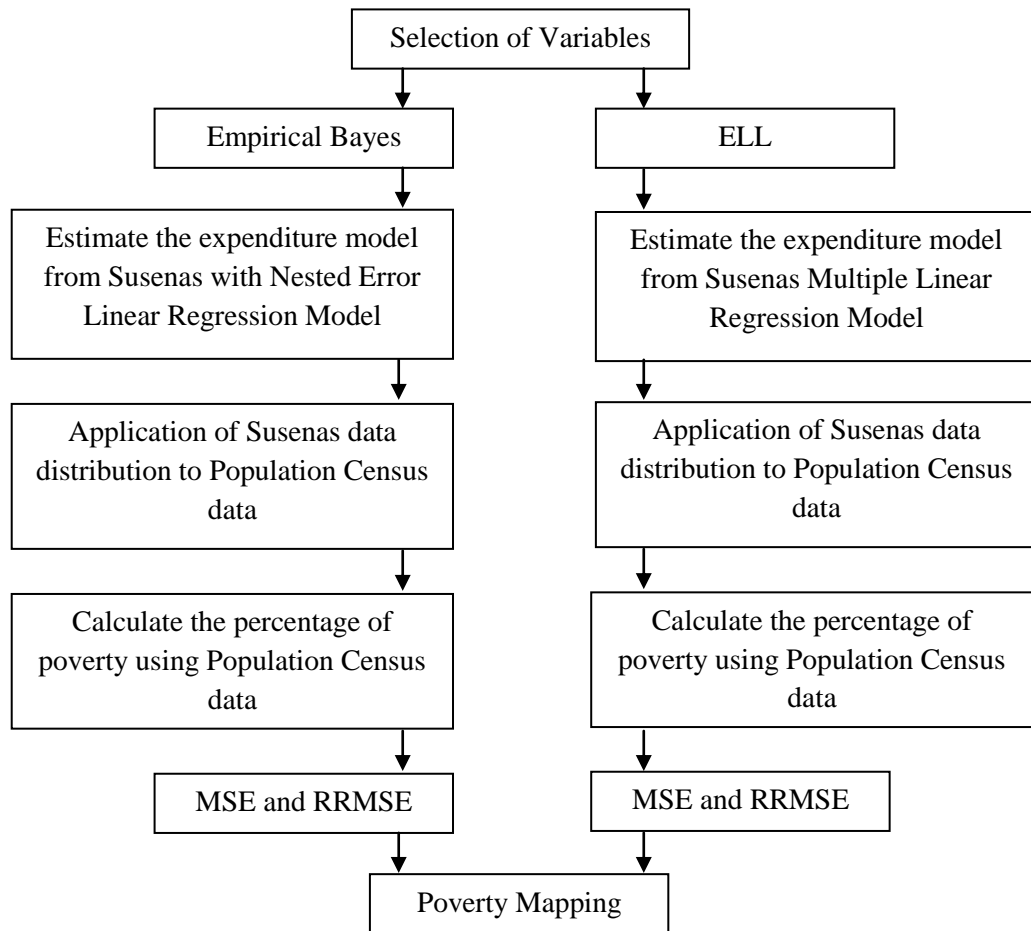 Selection of Variables
Empirical Bayes
ELL
Estimate the expenditure model
from Susenas with Nested Error
Linear Regression Model
Estimate the expenditure model
from Susenas Multiple Linear
Regression Model
Application of Susenas data
distribution to Population Census
data
Application of Susenas data
distribution to Population Census
data
Calculate the percentage of
poverty using Population Census
data
Calculate the percentage of
poverty using Population Census
data
MSE and RRMSE
MSE and RRMSE
Poverty Mapping